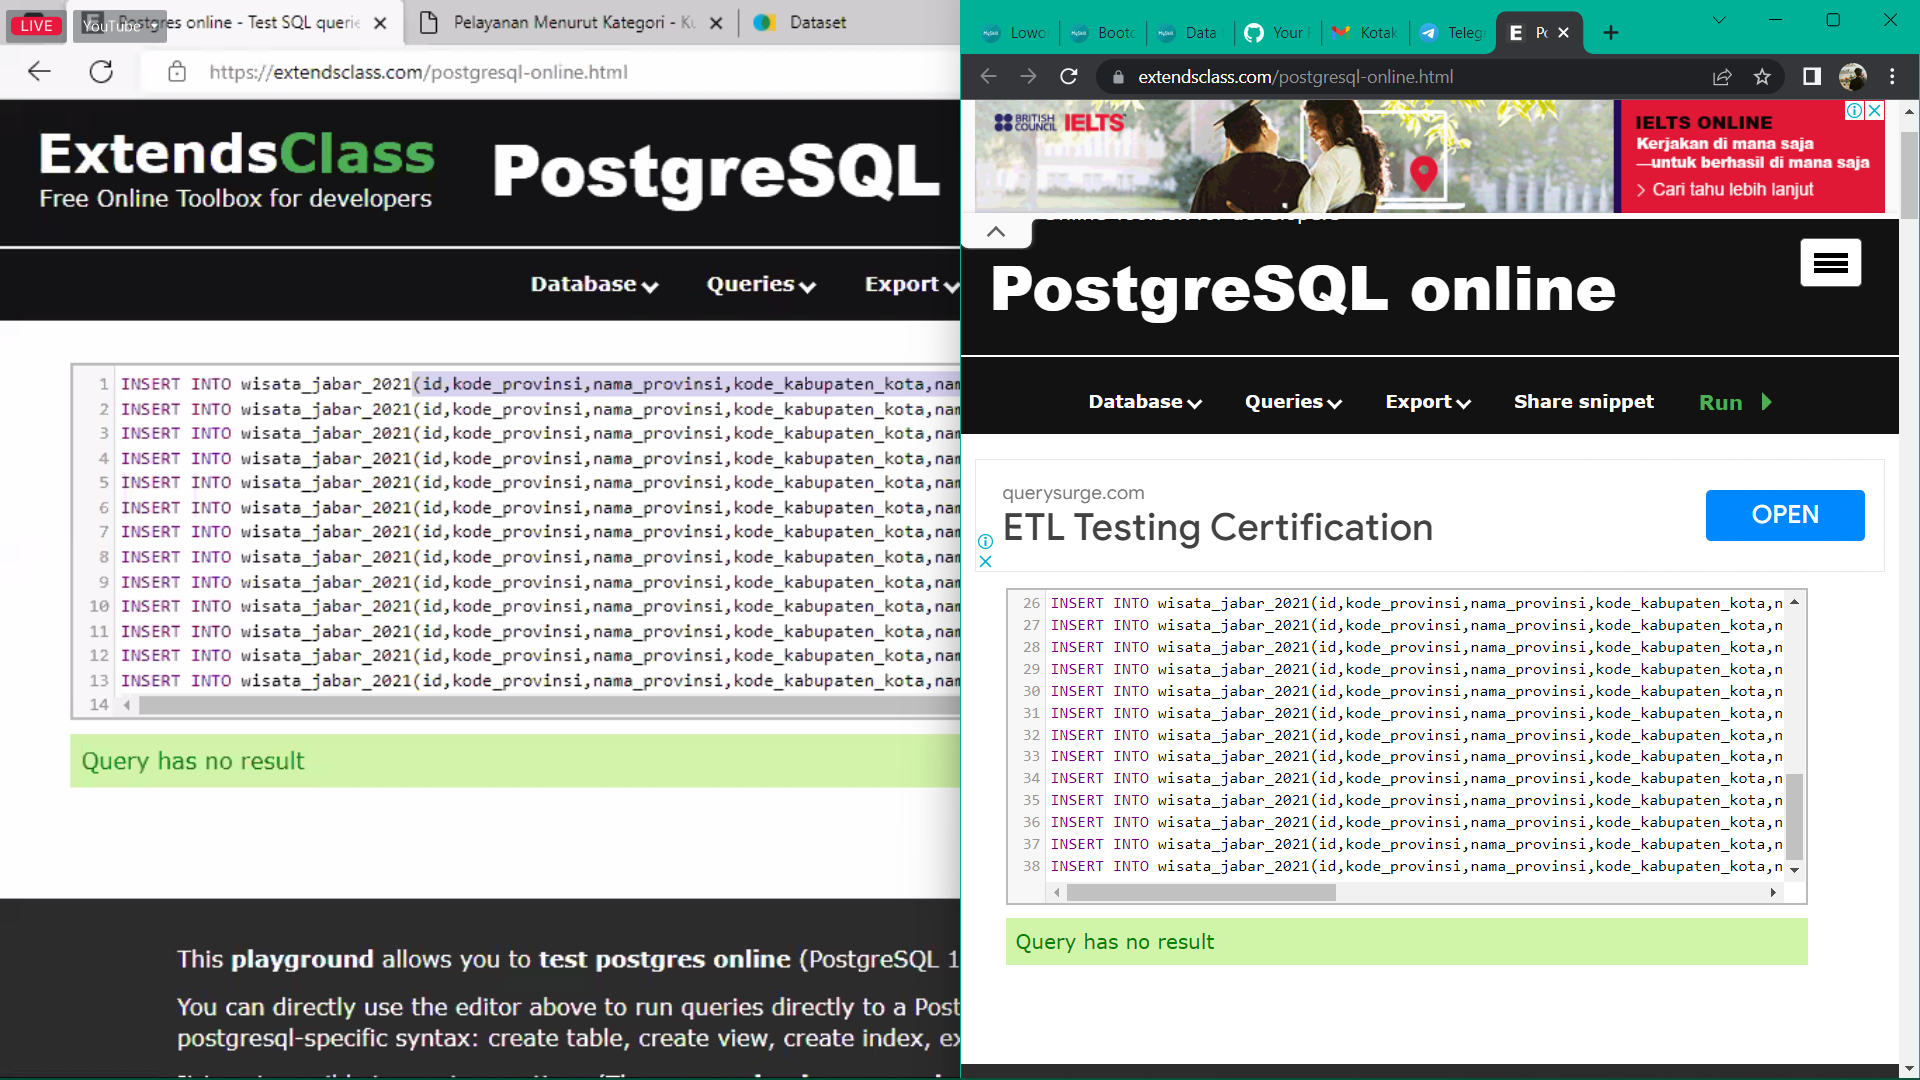 LIVE
YouTube
Postgres online - Test SQL querie
Pelayanan Menurut Kategori - Ku
Dataset
https://extendsclass.com/postgresql-online.html
ExtendsClass
Free Online Toolbox for developers
PostgreSQL
Database
Queries
Export
1 INSERT INTO wisata_jabar_2021(id,kode_provinsi,nama_provinsi,kode_kabupaten_kota,nam
2 INSERT INTO wisata_jabar_2021(id,kode_provinsi,nama_provinsi,kode_kabupaten_kota,nam
3 INSERT INTO wisata_jabar_2021(id,kode_provinsi,nama_provinsi,kode_kabupaten_kota,nam
4 INSERT INTO wisata_jabar_2021(id,kode_provinsi,nama_provinsi,kode_kabupaten_kota,nam
5 INSERT INTO wisata_jabar_2021(id,kode_provinsi,nama_provinsi,kode_kabupaten_kota,nam
6 INSERT INTO wisata_jabar_2021(id,kode_provinsi,nama_provinsi,kode_kabupaten_kota,nam
7 INSERT INTO wisata_jabar_2021(id,kode_provinsi,nama_provinsi,kode_kabupaten_kota,nam
8 INSERT INTO wisata_jabar_2021(id,kode_provinsi,nama_provinsi,kode_kabupaten_kota,nam
9 INSERT INTO wisata_jabar_2021(id,kode_provinsi,nama_provinsi,kode_kabupaten_kota,nam
10 INSERT INTO wisata_jabar_2021(id,kode_provinsi,nama_provinsi,kode_kabupaten_kota,nam
11 INSERT INTO wisata_jabar_2021(id,kode_provinsi,nama_provinsi,kode_kabupaten_kota,nam
12 INSERT INTO wisata_jabar_2021(id,kode_provinsi,nama_provinsi,kode_kabupaten_kota,nam
13 INSERT INTO wisata_jabar_2021(id,kode_provinsi,nama_provinsi,kode_kabupaten_kota,nam
14
Query has no result
This playground allows you to test postgres online (PostgreSQL 1
You can directly use the editor above to run queries directly to a Post
postgresql-specific syntax: create table, create view, create index, ex
Lowo
Bootc
Data
Your
Kotak
Teleg
Po
extendsclass.com/postgresql-online.html
BRITISH COUNCIL IELTS
IELTS ONLINE
Kerjakan di mana saja
—untuk berhasil di mana saja
> Cari tahu lebih lanjut
PostgreSQL online
Database
Queries
Export
Share snippet
Run
querysurge.com
ETL Testing Certification
OPEN
26 INSERT INTO wisata_jabar_2021(id,kode_provinsi,nama_provinsi,kode_kabupaten_kota,n
27 INSERT INTO wisata_jabar_2021(id,kode_provinsi,nama_provinsi,kode_kabupaten_kota,n
28 INSERT INTO wisata_jabar_2021(id,kode_provinsi,nama_provinsi,kode_kabupaten_kota,n
29 INSERT INTO wisata_jabar_2021(id,kode_provinsi,nama_provinsi,kode_kabupaten_kota,n
30 INSERT INTO wisata_jabar_2021(id,kode_provinsi,nama_provinsi,kode_kabupaten_kota,n
31 INSERT INTO wisata_jabar_2021(id,kode_provinsi,nama_provinsi,kode_kabupaten_kota,n
32 INSERT INTO wisata_jabar_2021(id,kode_provinsi,nama_provinsi,kode_kabupaten_kota,n
33 INSERT INTO wisata_jabar_2021(id,kode_provinsi,nama_provinsi,kode_kabupaten_kota,n
34 INSERT INTO wisata_jabar_2021(id,kode_provinsi,nama_provinsi,kode_kabupaten_kota,n
35 INSERT INTO wisata_jabar_2021(id,kode_provinsi,nama_provinsi,kode_kabupaten_kota,n
36 INSERT INTO wisata_jabar_2021(id,kode_provinsi,nama_provinsi,kode_kabupaten_kota,n
37 INSERT INTO wisata_jabar_2021(id,kode_provinsi,nama_provinsi,kode_kabupaten_kota,n
38 INSERT INTO wisata_jabar_2021(id,kode_provinsi,nama_provinsi,kode_kabupaten_kota,n
Query has no result